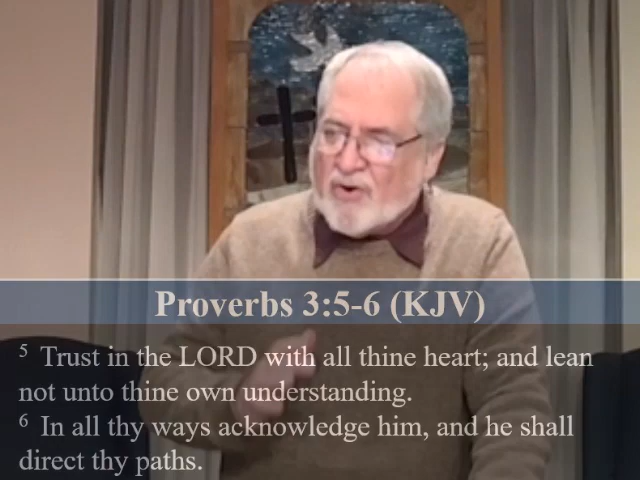 Proverbs 3:5-6 (KJV)
5 Trust in the LORD with all thine heart; and lean
not unto thine own understanding.
6 In all thy ways acknowledge him, and he shall
direct thy paths.